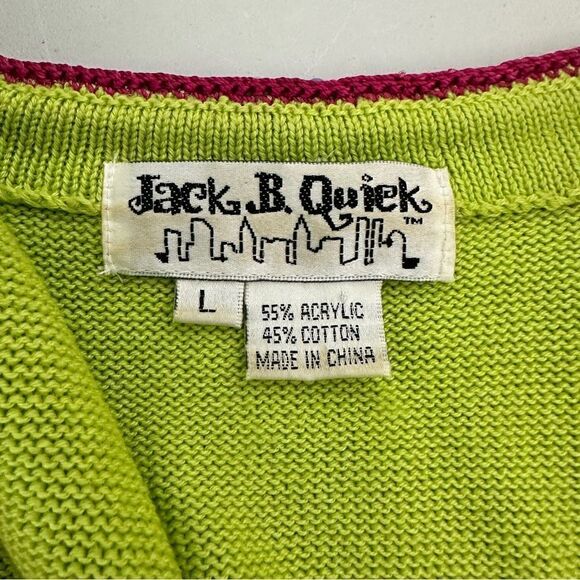 Jack B. Quick
TM
L
55% ACRYLIC
45% COTTON
MADE IN CHINA